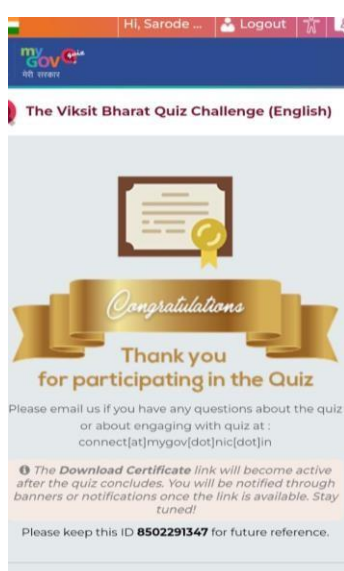 Hi, Sarode ... Logout
my
GOV Quiz
मेरी सरकार
The Viksit Bharat Quiz Challenge (English)
Congratulations
Thank you
for participating in the Quiz
Please email us if you have any questions about the quiz
or about engaging with quiz at :
connect[at]mygov[dot]nic[dot]in
The Download Certificate link will become active
after the quiz concludes. You will be notified through
banners or notifications once the link is available. Stay
tuned!
Please keep this ID 8502291347 for future reference.